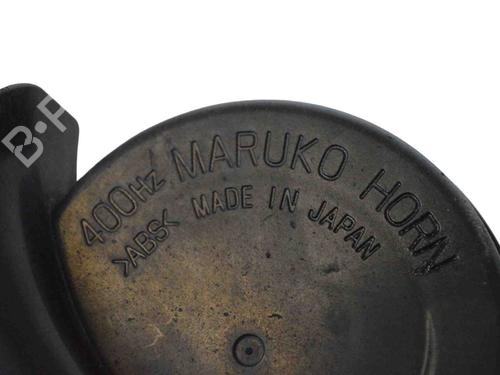 400Hz MARUKO HORN
>ABS< MADE IN JAPAN
B-P